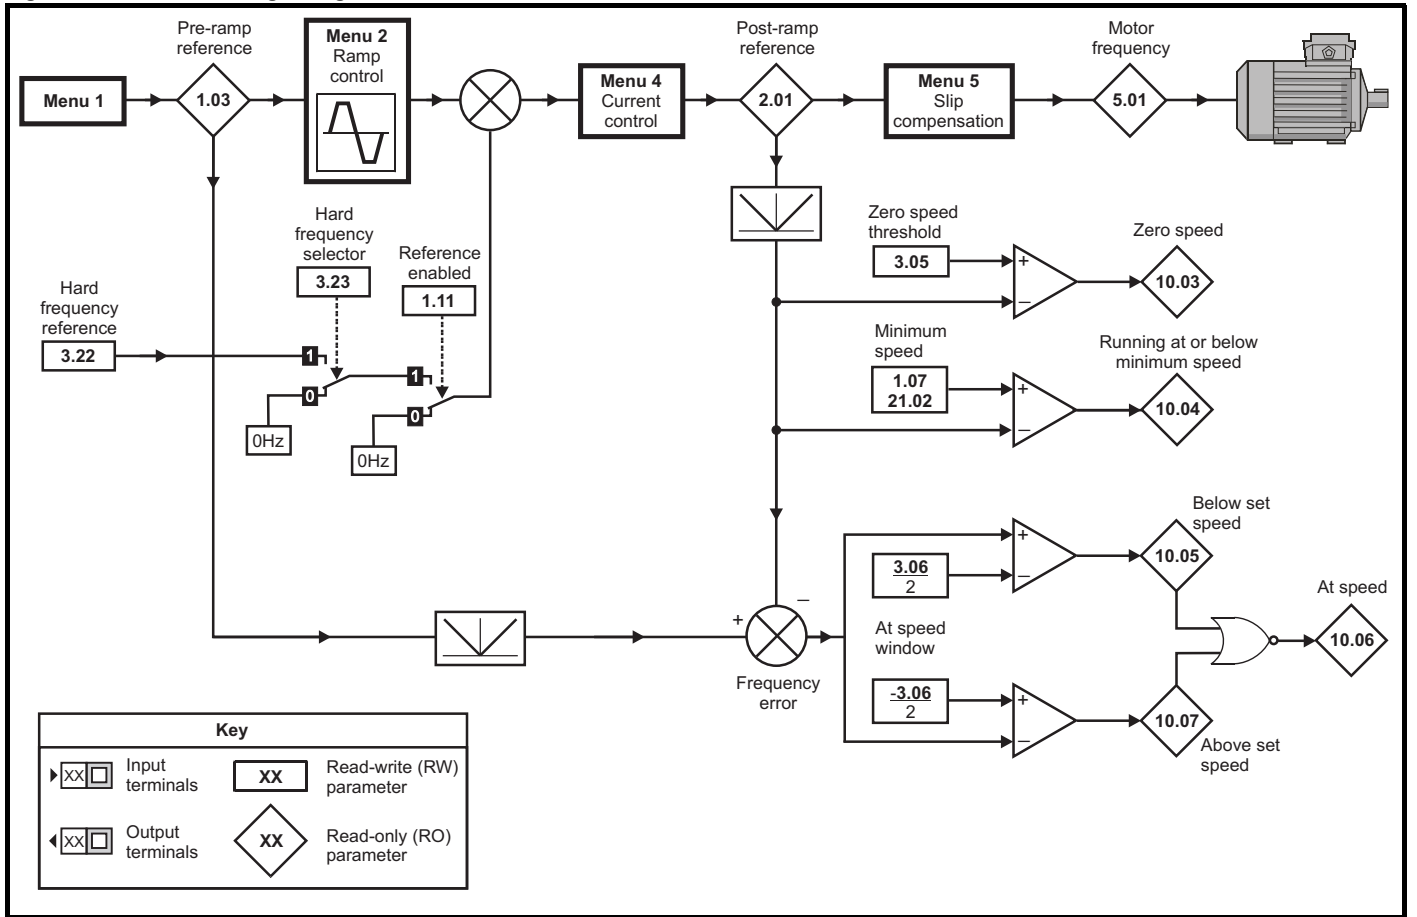 Pre-ramp
reference
Menu 1
1.03
Menu 2
Ramp
control
Menu 4
Current
control
Post-ramp
reference
2.01
Menu 5
Slip
compensation
Motor
frequency
5.01
Hard
frequency
selector
3.23
Reference
enabled
1.11
Hard
frequency
reference
3.22
1
0
0Hz
1
0
0Hz
Zero speed
threshold
3.05
+
–
Zero speed
10.03
Minimum
speed
1.07
21.02
+
–
Running at or below
minimum speed
10.04
Below set
speed
+
–
10.05
3.06
2
At speed
window
-3.06
2
+
–
10.07
Above set
speed
At speed
10.06
+
–
Frequency
error
Key
XX
Input
terminals
XX
Read-write (RW)
parameter
XX
Output
terminals
XX
Read-only (RO)
parameter